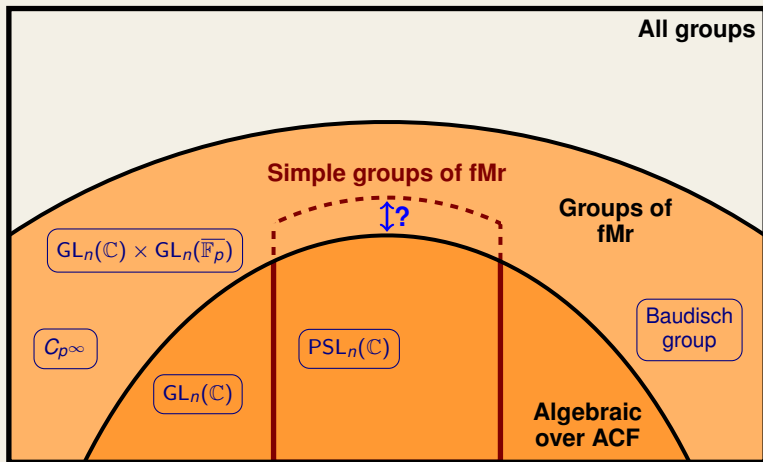 All groups
Simple groups of fMr
?
Groups of
fMr
GLₙ(ℂ) × GLₙ(F̅ₚ)
Baudisch
group
Cₚ∞
PSLₙ(ℂ)
GLₙ(ℂ)
Algebraic
over ACF